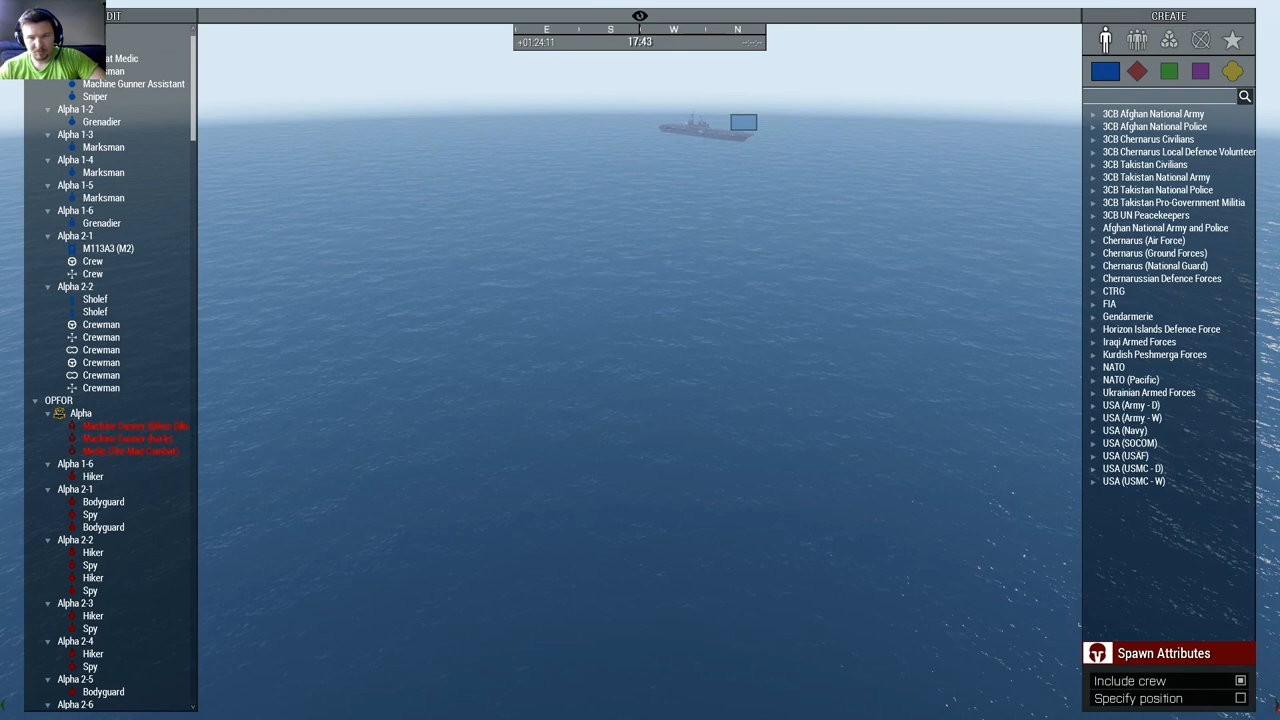 DIT
CREATE
E S W N
+01:24:11 17:43
at Medic
sman
Machine Gunner Assistant
Sniper
Alpha 1-2
Grenadier
Alpha 1-3
Marksman
Alpha 1-4
Marksman
Alpha 1-5
Marksman
Alpha 1-6
Grenadier
Alpha 2-1
M113A3 (M2)
Crew
Crew
Alpha 2-2
Sholef
Sholef
Crewman
Crewman
Crewman
Crewman
Crewman
Crewman
OPFOR
Alpha
Machine Gunner
Machine Gunner
Medic (The Mad Combat)
Alpha 1-6
Hiker
Alpha 2-1
Bodyguard
Spy
Bodyguard
Alpha 2-2
Hiker
Spy
Hiker
Spy
Alpha 2-3
Hiker
Spy
Alpha 2-4
Hiker
Spy
Alpha 2-5
Bodyguard
Alpha 2-6
3CB Afghan National Army
3CB Afghan National Police
3CB Chernarus Civilians
3CB Chernarus Local Defence Volunteer
3CB Takistan Civilians
3CB Takistan National Army
3CB Takistan National Police
3CB Takistan Pro-Government Militia
3CB UN Peacekeepers
Afghan National Army and Police
Chernarus (Air Force)
Chernarus (Ground Forces)
Chernarus (National Guard)
Chernarussian Defence Forces
CTRG
FIA
Gendarmerie
Horizon Islands Defence Force
Iraqi Armed Forces
Kurdish Peshmerga Forces
NATO
NATO (Pacific)
Ukrainian Armed Forces
USA (Army - D)
USA (Army - W)
USA (Navy)
USA (SOCOM)
USA (USAF)
USA (USMC - D)
USA (USMC - W)
Spawn Attributes
Include crew
Specify position